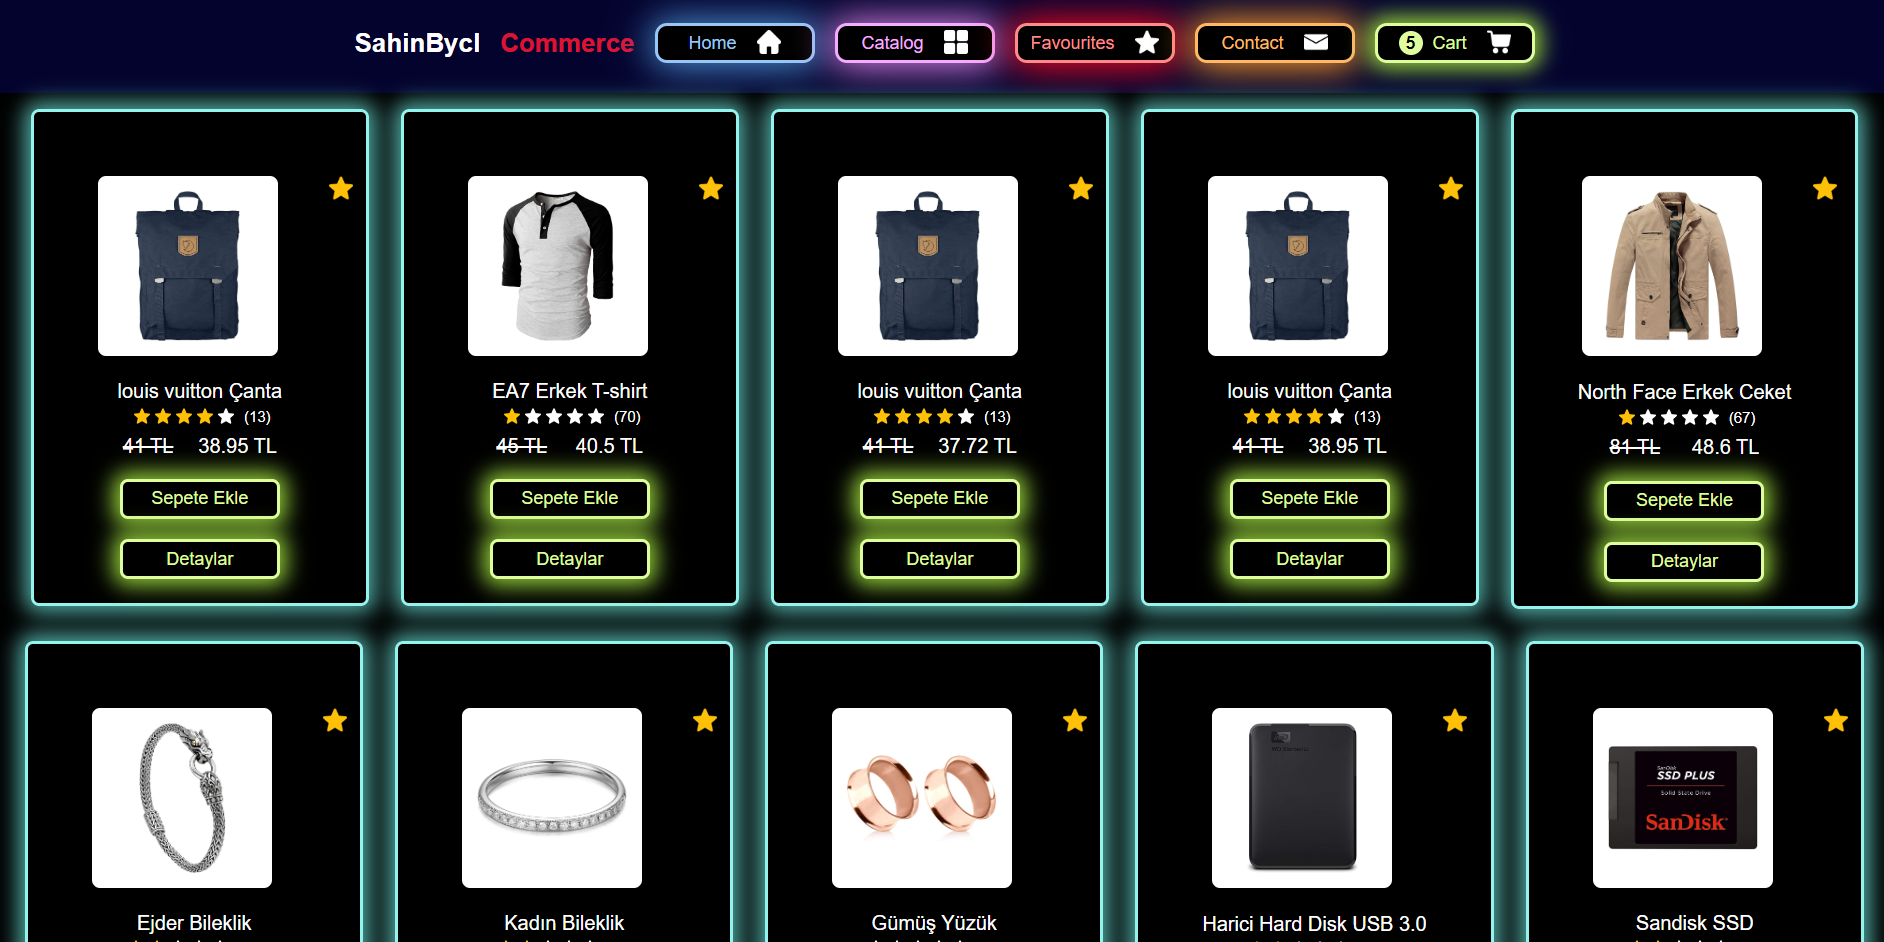 SahinBycl Commerce Home Catalog Favourites Contact 5 Cart
louis vuitton Çanta
(13)
41 TL 38.95 TL
Sepete Ekle
Detaylar
EA7 Erkek T-shirt
(70)
45 TL 40.5 TL
Sepete Ekle
Detaylar
louis vuitton Çanta
(13)
41 TL 37.72 TL
Sepete Ekle
Detaylar
louis vuitton Çanta
(13)
41 TL 38.95 TL
Sepete Ekle
Detaylar
North Face Erkek Ceket
(67)
81 TL 48.6 TL
Sepete Ekle
Detaylar
Ejder Bileklik
Kadın Bileklik
Gümüş Yüzük
WD Elements
Harici Hard Disk USB 3.0
SanDisk
SSD PLUS
Solid State Drive
SanDisk
Sandisk SSD